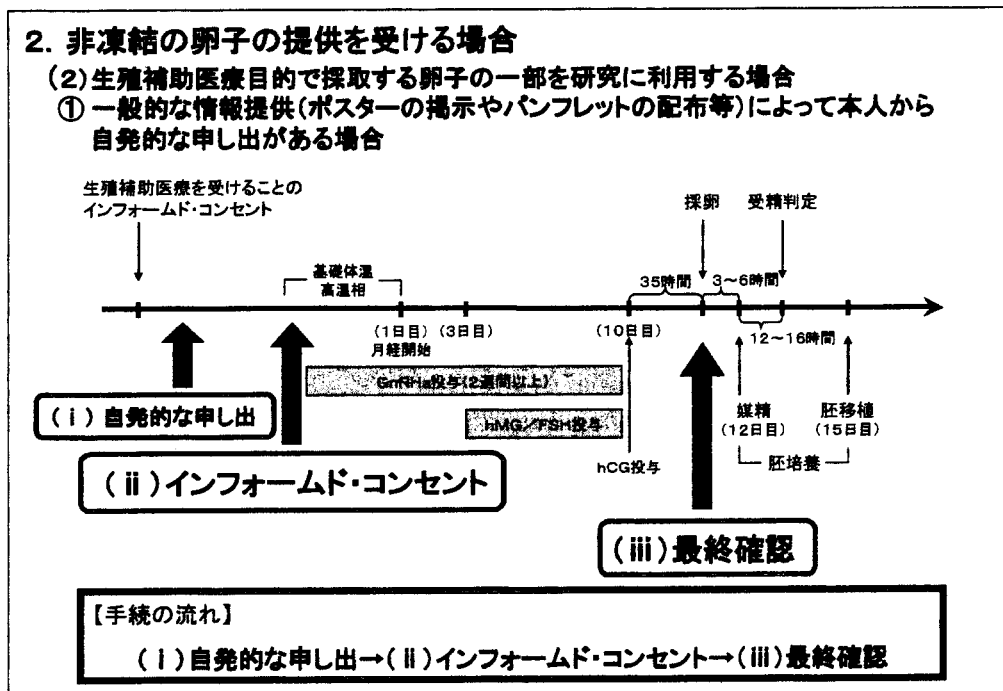 2．非凍結の卵子の提供を受ける場合
（2）生殖補助医療目的で採取する卵子の一部を研究に利用する場合
① 一般的な情報提供（ポスターの掲示やパンフレットの配布等）によって本人から
自発的な申し出がある場合
生殖補助医療を受けることの
インフォームド・コンセント
採卵
受精判定
基礎体温
高温相
35時間
3～6時間
（1日目）
月経開始
（3日目）
（10日目）
12～16時間
GnRHa投与（2週間以上）
hMG／FSH投与
hCG投与
媒精
（12日目）
胚移植
（15日目）
胚培養
（ⅰ）自発的な申し出
（ⅱ）インフォームド・コンセント
（ⅲ）最終確認
【手続の流れ】
（ⅰ）自発的な申し出→（ⅱ）インフォームド・コンセント→（ⅲ）最終確認